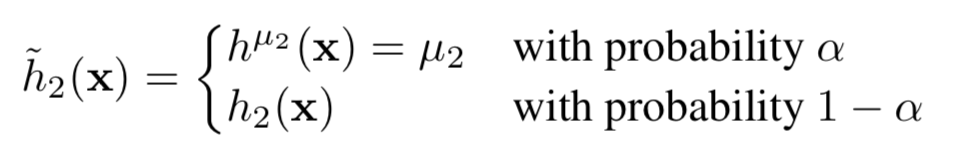 h̃₂(𝐱) = { h^{μ₂}(𝐱) = μ₂ with probability α
h₂(𝐱) with probability 1 − α